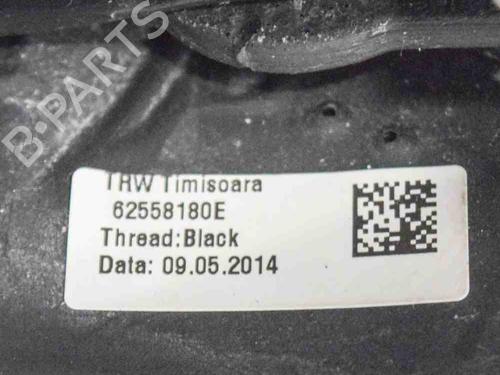 B-PARTS
TRW Timisoara
62558180E
Thread:Black
Data: 09.05.2014